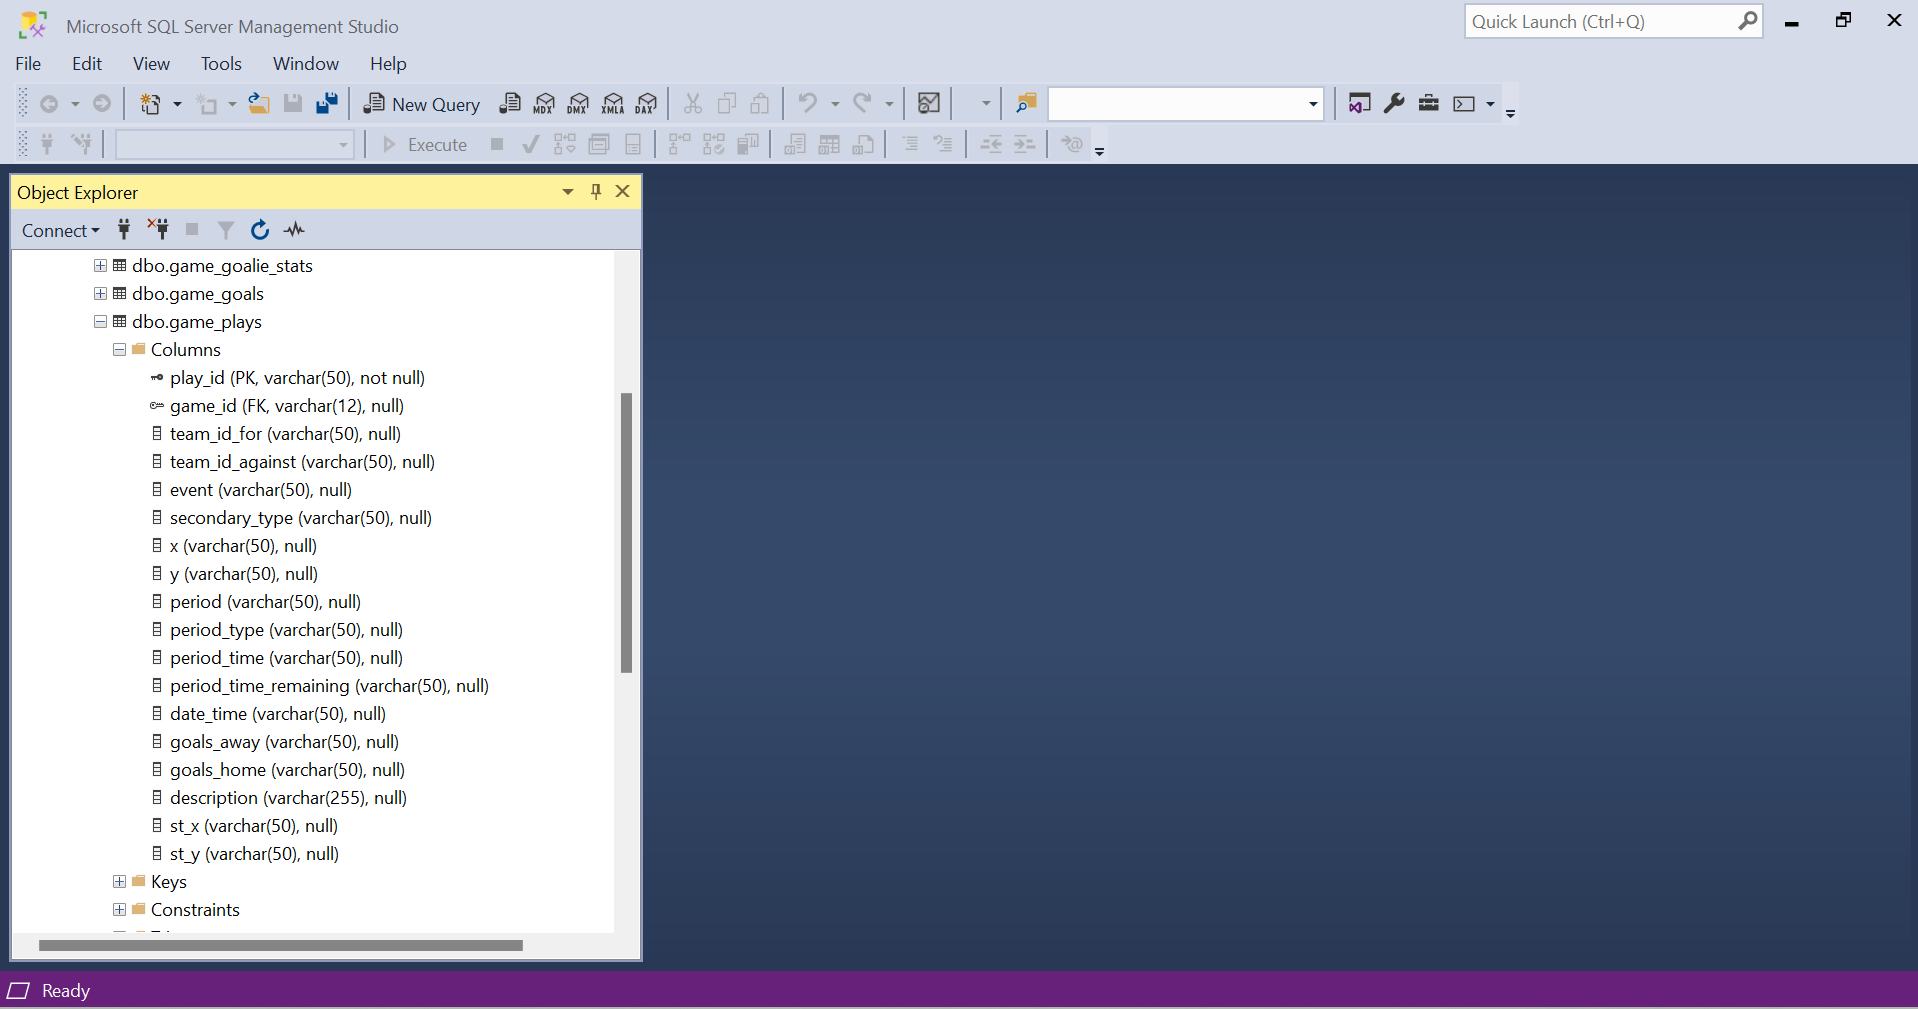 Microsoft SQL Server Management Studio
Quick Launch (Ctrl+Q)
File Edit View Tools Window Help
New Query MDX DMX XMLA DAX
Execute
Object Explorer
Connect
dbo.game_goalie_stats
dbo.game_goals
dbo.game_plays
Columns
play_id (PK, varchar(50), not null)
game_id (FK, varchar(12), null)
team_id_for (varchar(50), null)
team_id_against (varchar(50), null)
event (varchar(50), null)
secondary_type (varchar(50), null)
x (varchar(50), null)
y (varchar(50), null)
period (varchar(50), null)
period_type (varchar(50), null)
period_time (varchar(50), null)
period_time_remaining (varchar(50), null)
date_time (varchar(50), null)
goals_away (varchar(50), null)
goals_home (varchar(50), null)
description (varchar(255), null)
st_x (varchar(50), null)
st_y (varchar(50), null)
Keys
Constraints
Ready